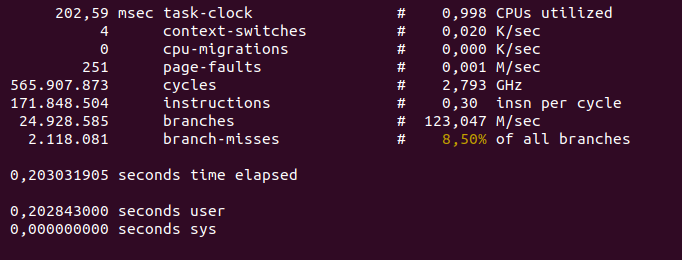 202,59 msec task-clock # 0,998 CPUs utilized
4 context-switches # 0,020 K/sec
0 cpu-migrations # 0,000 K/sec
251 page-faults # 0,001 M/sec
565.907.873 cycles # 2,793 GHz
171.848.504 instructions # 0,30 insn per cycle
24.928.585 branches # 123,047 M/sec
2.118.081 branch-misses # 8,50% of all branches
0,203031905 seconds time elapsed
0,202843000 seconds user
0,000000000 seconds sys